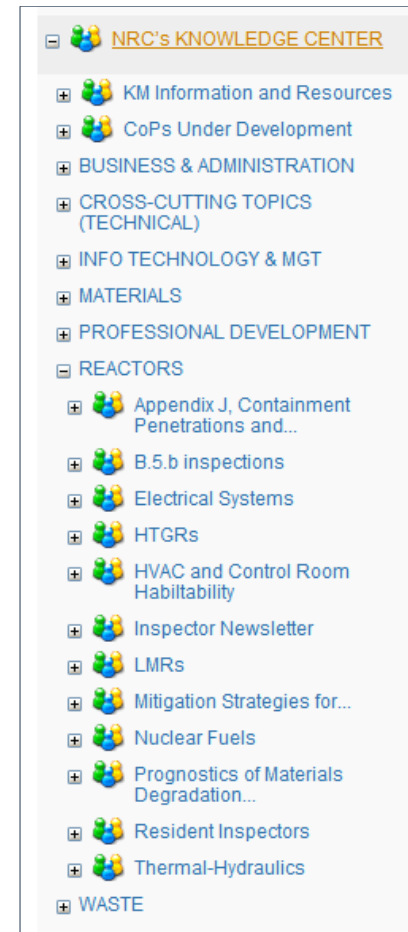 NRC's KNOWLEDGE CENTER
KM Information and Resources
CoPs Under Development
BUSINESS & ADMINISTRATION
CROSS-CUTTING TOPICS
(TECHNICAL)
INFO TECHNOLOGY & MGT
MATERIALS
PROFESSIONAL DEVELOPMENT
REACTORS
Appendix J, Containment
Penetrations and...
B.5.b inspections
Electrical Systems
HTGRs
HVAC and Control Room
Habiltability
Inspector Newsletter
LMRs
Mitigation Strategies for...
Nuclear Fuels
Prognostics of Materials
Degradation...
Resident Inspectors
Thermal-Hydraulics
WASTE